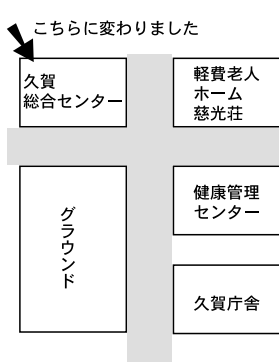 こちらに変わりました
久賀
総合センター
軽費老人
ホーム
慈光荘
健康管理
センター
グラウンド
久賀庁舎